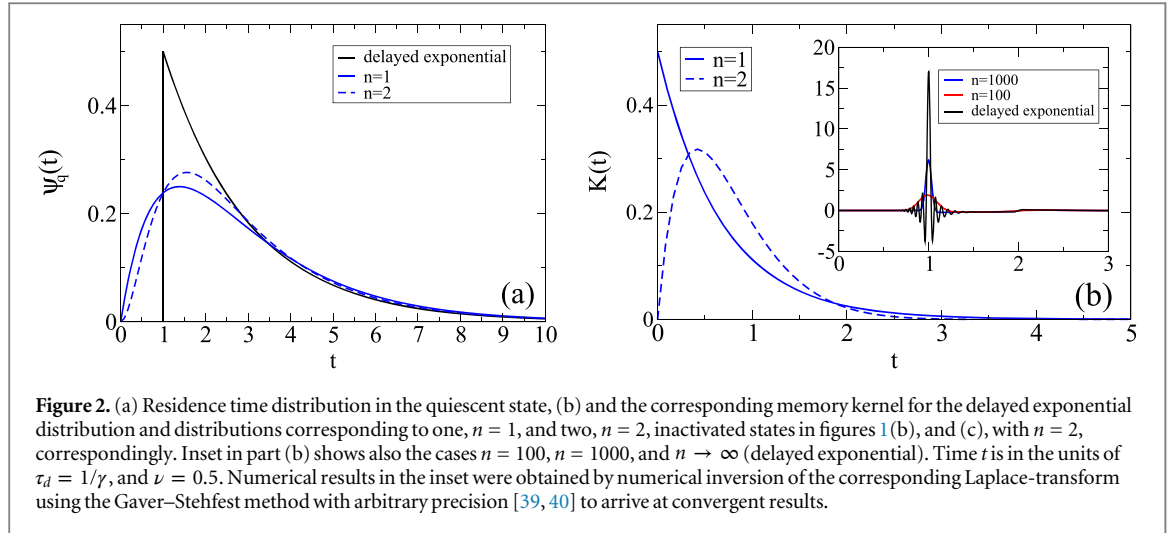 0.4
0.2
0
ψq(t)
delayed exponential
n=1
n=2
(a)
0 1 2 3 4 5 6 7 8 9 10
t
0.4
0.2
0
K(t)
n=1
n=2
20
15
10
5
0
-5
n=1000
n=100
delayed exponential
0 1 2 3
(b)
0 1 2 3 4 5
t
Figure 2. (a) Residence time distribution in the quiescent state, (b) and the corresponding memory kernel for the delayed exponential
distribution and distributions corresponding to one, n = 1, and two, n = 2, inactivated states in figures 1(b), and (c), with n = 2,
correspondingly. Inset in part (b) shows also the cases n = 100, n = 1000, and n → ∞ (delayed exponential). Time t is in the units of
τd = 1/γ, and ν = 0.5. Numerical results in the inset were obtained by numerical inversion of the corresponding Laplace-transform
using the Gaver–Stehfest method with arbitrary precision [39, 40] to arrive at convergent results.